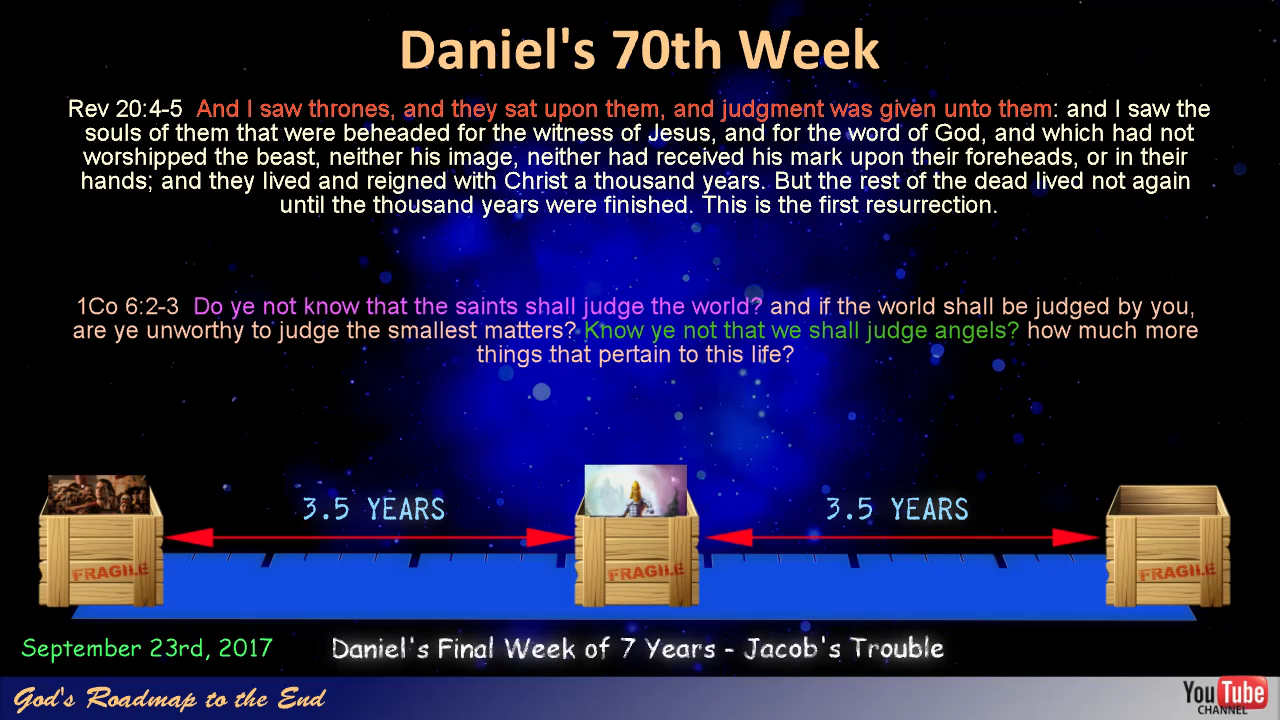 Daniel's 70th Week
Rev 20:4-5 And I saw thrones, and they sat upon them, and judgment was given unto them: and I saw the
souls of them that were beheaded for the witness of Jesus, and for the word of God, and which had not
worshipped the beast, neither his image, neither had received his mark upon their foreheads, or in their
hands; and they lived and reigned with Christ a thousand years. But the rest of the dead lived not again
until the thousand years were finished. This is the first resurrection.
1Co 6:2-3 Do ye not know that the saints shall judge the world? and if the world shall be judged by you,
are ye unworthy to judge the smallest matters? Know ye not that we shall judge angels? how much more
things that pertain to this life?
3.5 YEARS
3.5 YEARS
FRAGILE
FRAGILE
FRAGILE
September 23rd, 2017
Daniel's Final Week of 7 Years - Jacob's Trouble
God's Roadmap to the End
YouTube
CHANNEL